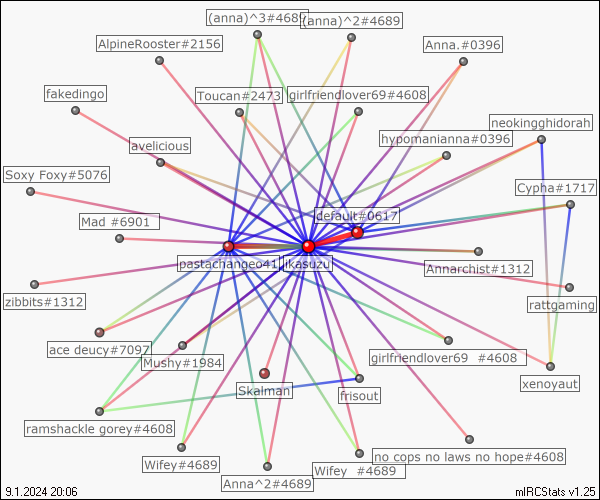 (anna)^3#4689
(anna)^2#4689
AlpineRooster#2156
Anna.#0396
fakedingo
Toucan#2473
girlfriendlover69#4608
neokingghidorah
avelicious
hypomanianna#0396
Soxy Foxy#5076
Cypha#1717
Mad #6901
default#0617
pastachangeo41
ikasuzu
Annarchist#1312
zibbits#1312
rattgaming
ace deucy#7097
Mushy#1984
girlfriendlover69 #4608
Skalman
frisout
xenoyaut
ramshackle gorey#4608
Wifey#4689
Anna^2#4689
Wifey #4689
no cops no laws no hope#4608
9.1.2024 20:06
mIRCStats v1.25